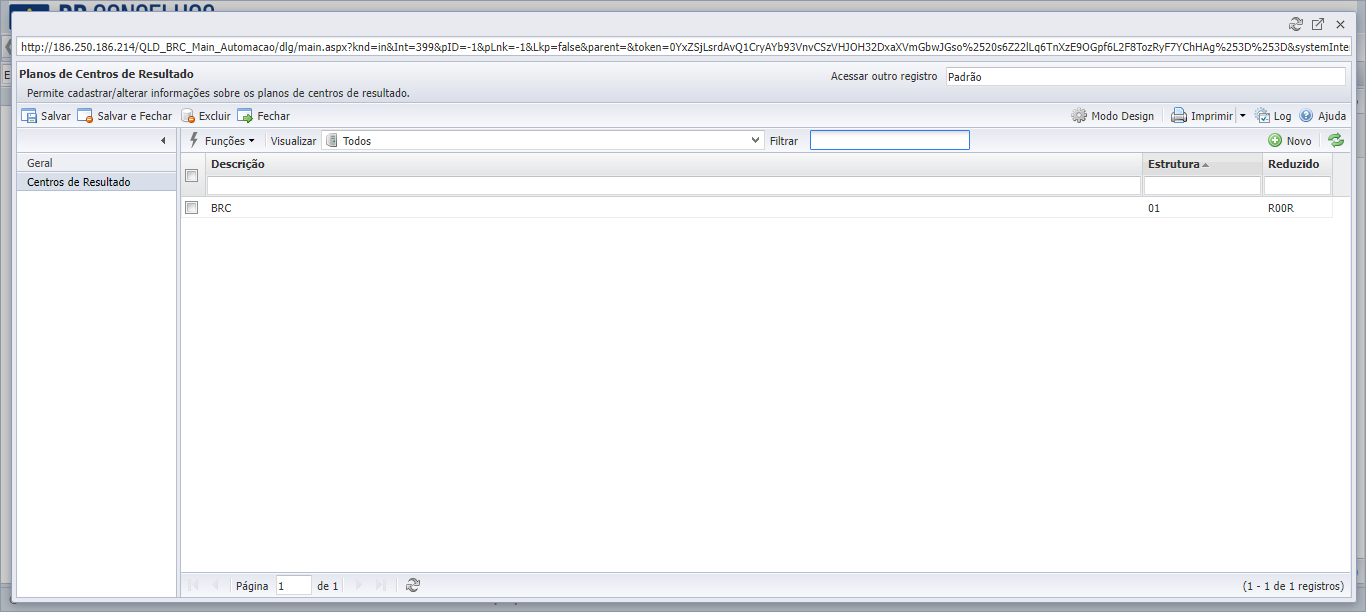 BR CONSELHOS
http://186.250.186.214/QLD_BRC_Main_Automacao/dlg/main.aspx?knd=in&Int=399&pID=-1&pLnk=-1&Lkp=false&parent=&token=0YxZSjLsrdAvQ1CryAYb93VnvCSzVHJOH32DxaXVmGbwJGso%2520s6Z22lLq6TnXzE9OGpf6L2F8TozRyF7YChHAg%253D%253D&systemInte
Planos de Centros de Resultado
Acessar outro registro Padrão
Permite cadastrar/alterar informações sobre os planos de centros de resultado.
Salvar Salvar e Fechar Excluir Fechar Modo Design Imprimir Log Ajuda
Funções Visualizar Todos Filtrar Novo
Geral
Centros de Resultado
Descrição Estrutura Reduzido
BRC 01 R00R
Página 1 de 1 (1 - 1 de 1 registros)